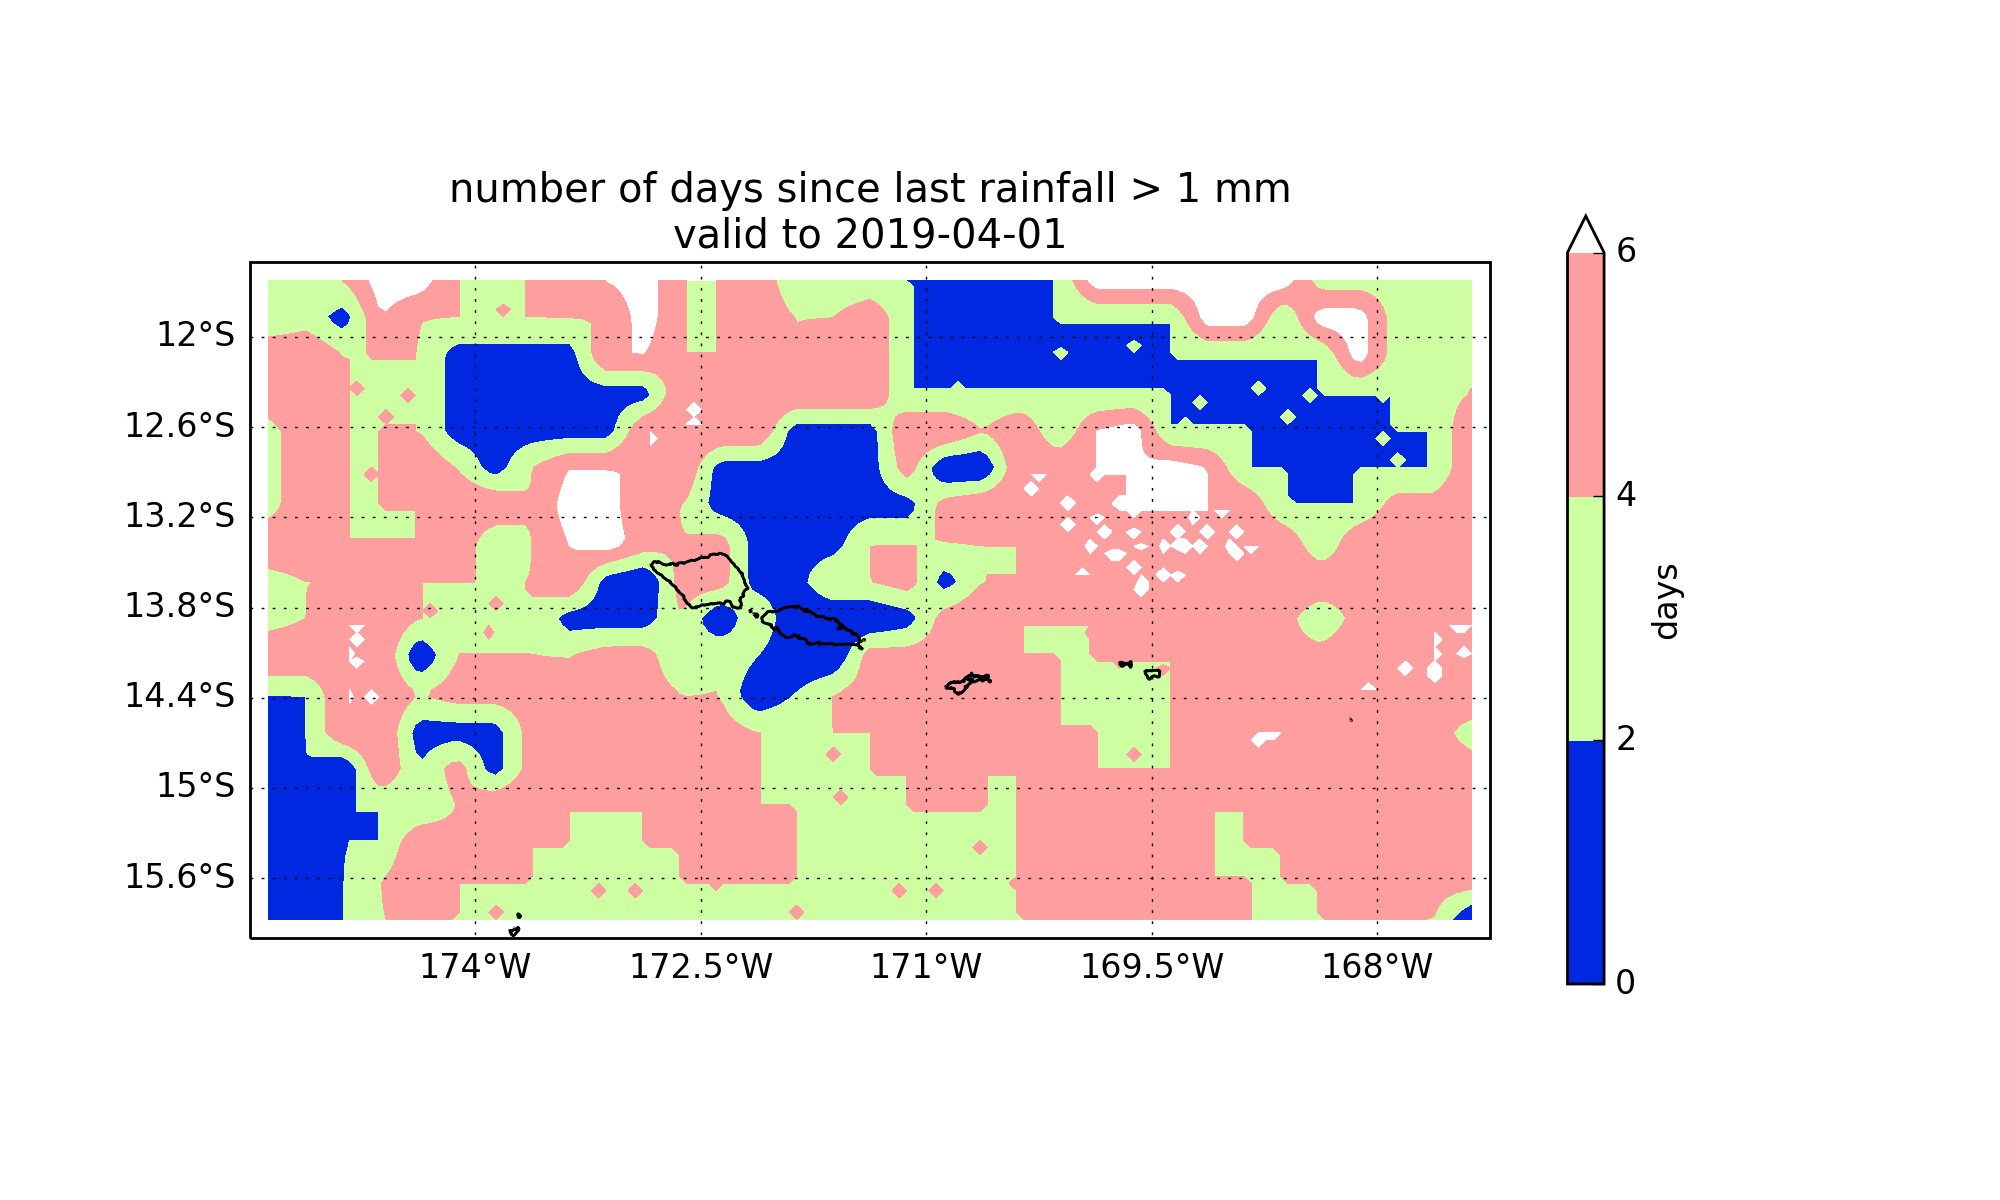 number of days since last rainfall > 1 mm
valid to 2019-04-01
12°S
12.6°S
13.2°S
13.8°S
14.4°S
15°S
15.6°S
174°W
172.5°W
171°W
169.5°W
168°W
6
4
2
0
days